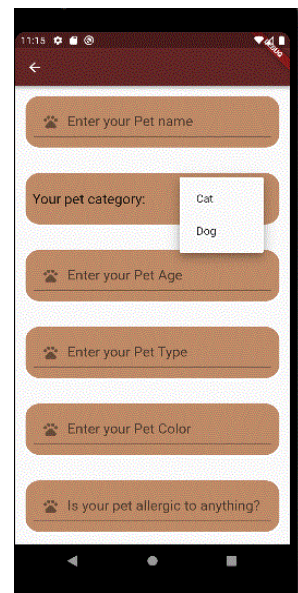 11:15
DEBUG
Enter your Pet name
Your pet category:
Cat
Dog
Enter your Pet Age
Enter your Pet Type
Enter your Pet Color
Is your pet allergic to anything?